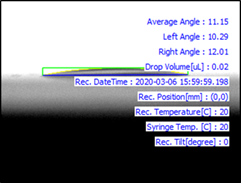 Average Angle : 11.15
Left Angle : 10.29
Right Angle : 12.01
Drop Volume[uL] : 0.02
Rec. DateTime : 2020-03-06 15:59:59.198
Rec. Position[mm] : (0,0)
Rec. Temperature[C] : 20
Syringe Temp. [C] : 20
Rec. Tilt[degree] : 0